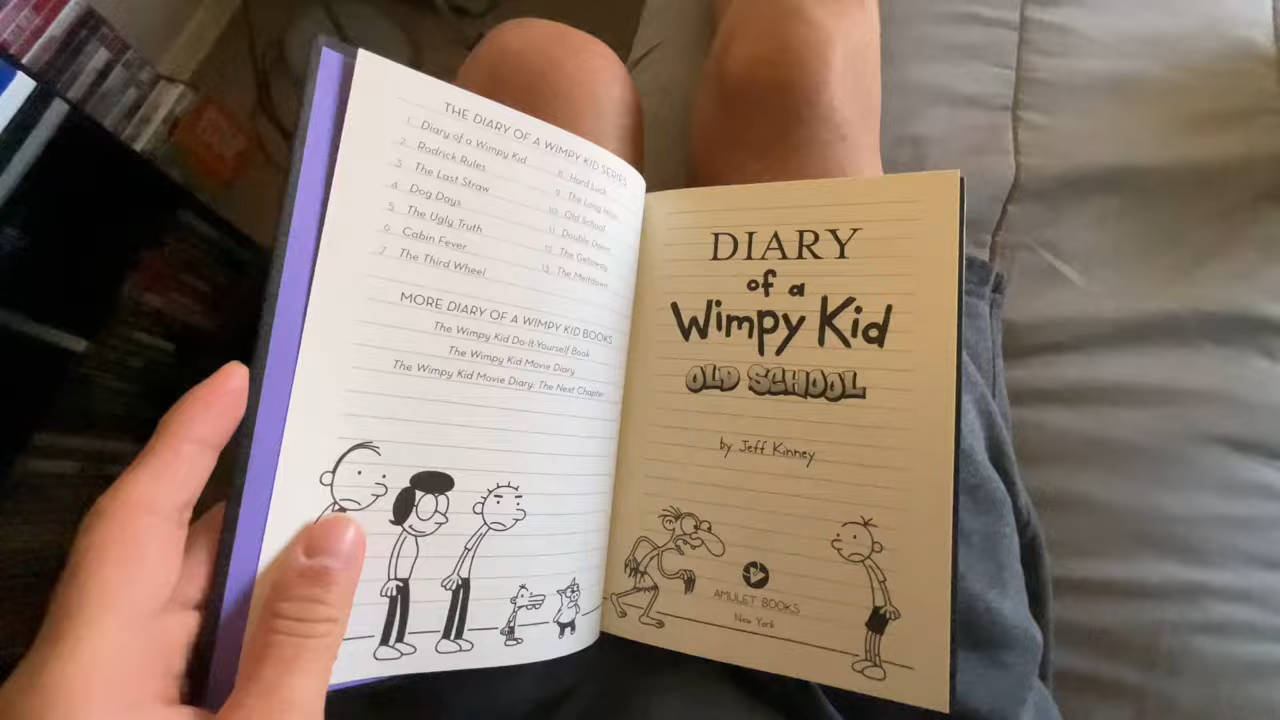 THE DIARY OF A WIMPY KID SERIES
1. Diary of a Wimpy Kid
2. Rodrick Rules
3. The Last Straw
4. Dog Days
5. The Ugly Truth
6. Cabin Fever
7. The Third Wheel
8. Hard Luck
9. The Long Haul
10. Old School
11. Double Down
12. The Getaway
13. The Meltdown
MORE DIARY OF A WIMPY KID BOOKS
The Wimpy Kid Do-It-Yourself Book
The Wimpy Kid Movie Diary
The Wimpy Kid Movie Diary: The Next Chapter
DIARY
of a
Wimpy Kid
OLD SCHOOL
by Jeff Kinney
AMULET BOOKS
New York